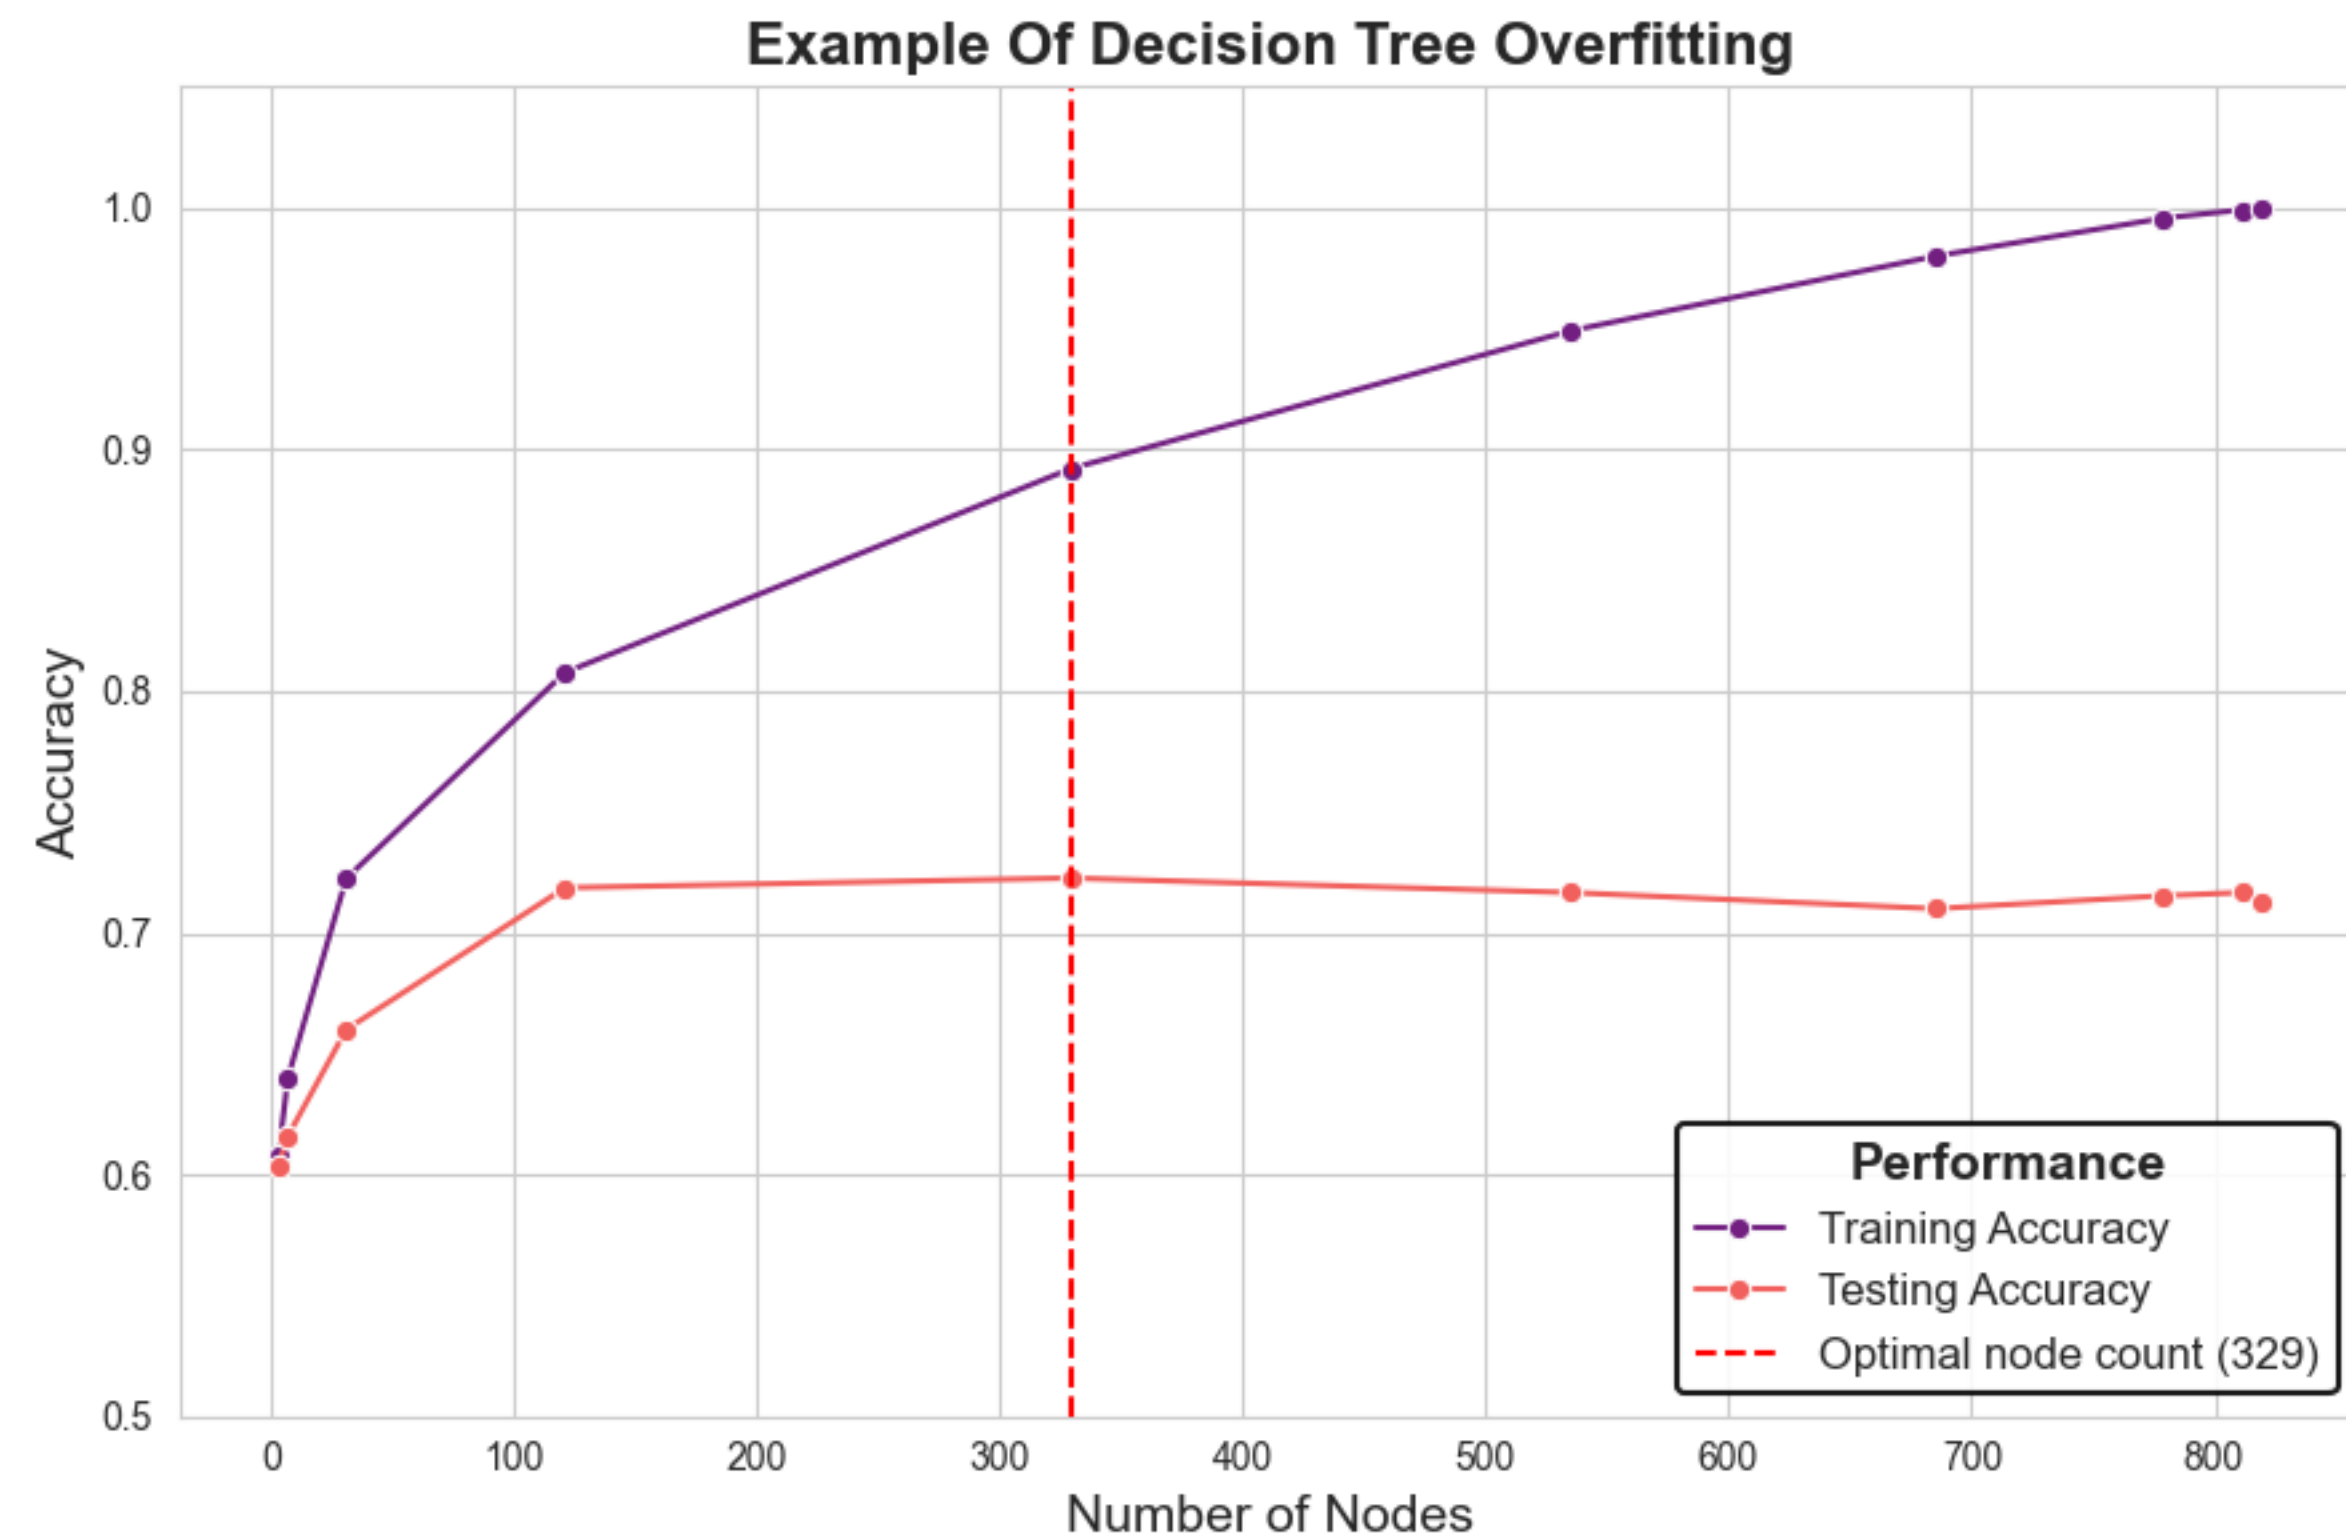 Example Of Decision Tree Overfitting
Accuracy
1.0
0.9
0.8
0.7
0.6
0.5
0 100 200 300 400 500 600 700 800
Number of Nodes
Performance
Training Accuracy
Testing Accuracy
Optimal node count (329)